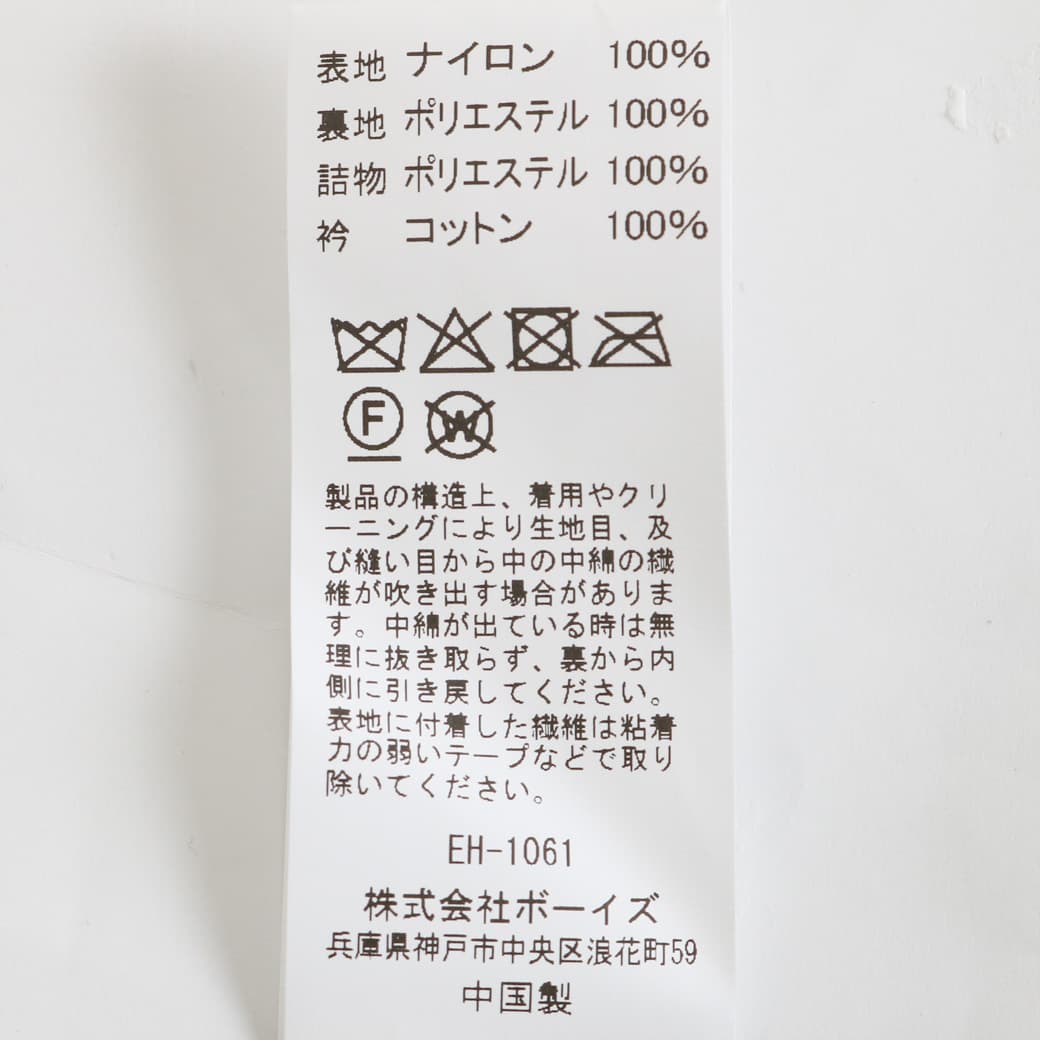 表地 ナイロン 100%
裏地 ポリエステル 100%
詰物 ポリエステル 100%
衿 コットン 100%
F W
製品の構造上、着用やクリ
ーニングにより生地目、及
び縫い目から中の中綿の繊
維が吹き出す場合がありま
す。中綿が出ている時は無
理に抜き取らず、裏から内
側に引き戻してください。
表地に付着した繊維は粘着
力の弱いテープなどで取り
除いてください。
EH-1061
株式会社ボーイズ
兵庫県神戸市中央区浪花町59
中国製